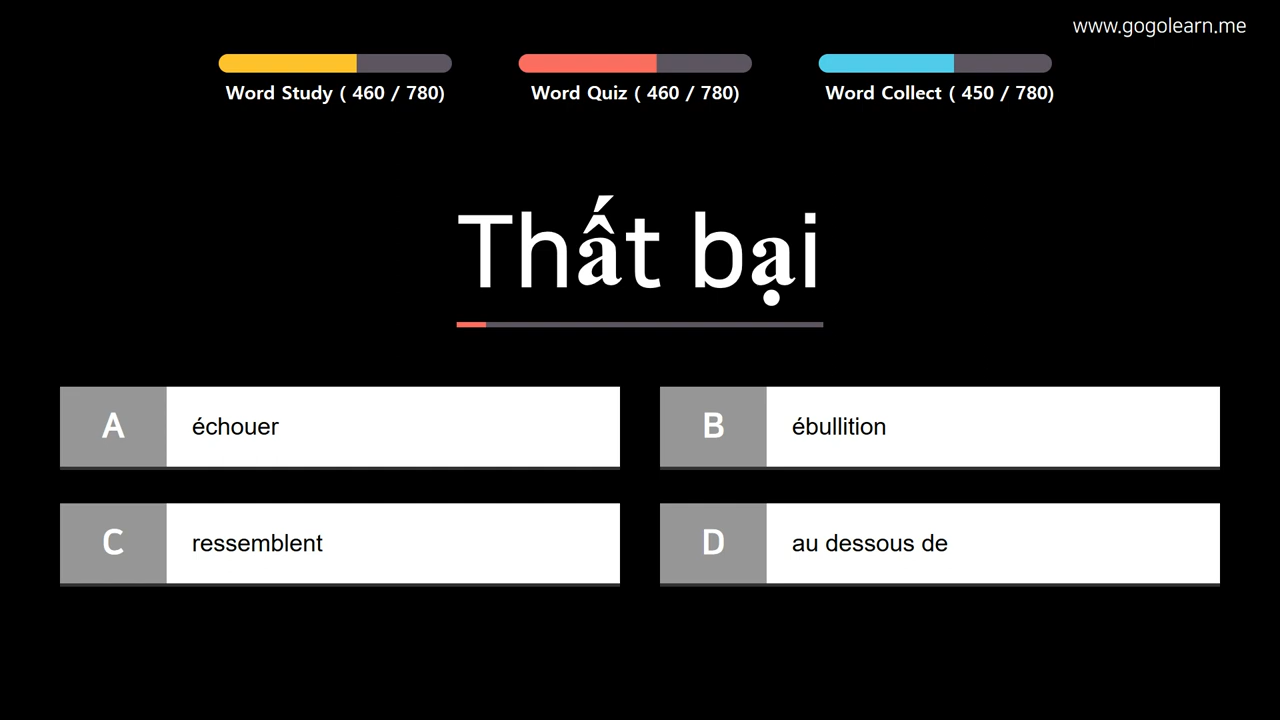 www.gogolearn.me
Word Study ( 460 / 780)
Word Quiz ( 460 / 780)
Word Collect ( 450 / 780)
Thất bại
A échouer
B ébullition
C ressemblent
D au dessous de